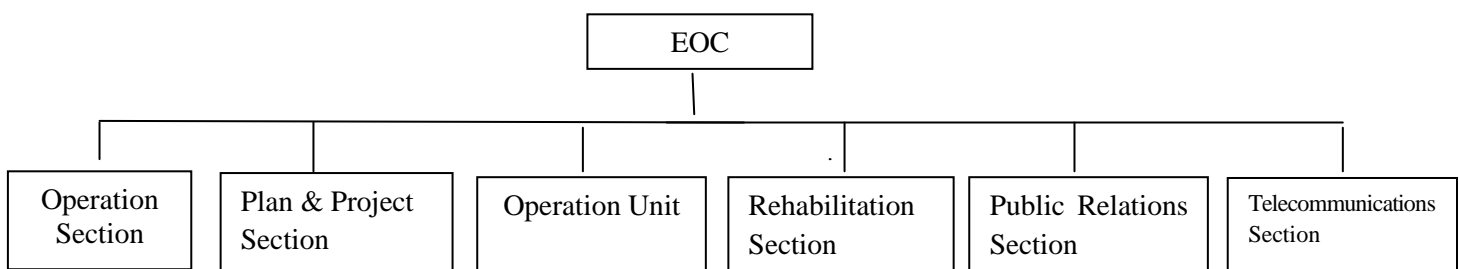 EOC
Operation
Section
Plan & Project
Section
Operation Unit
Rehabilitation
Section
Public Relations
Section
Telecommunications
Section